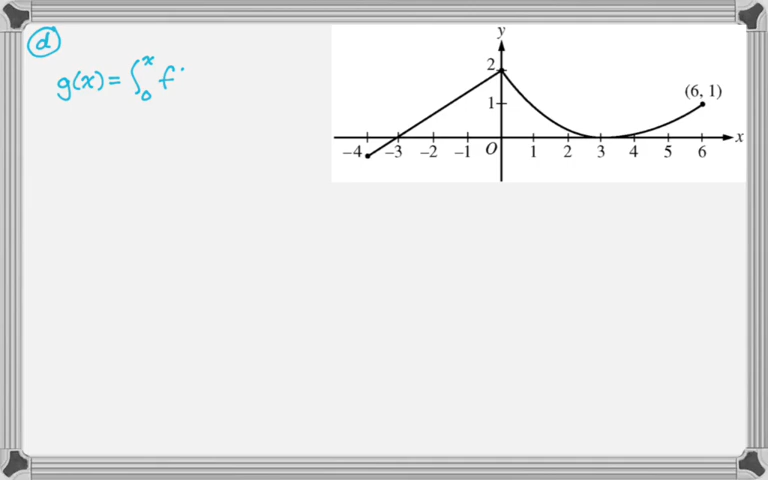 d
g(x) = ∫₀ˣ f
y
2
1
(6, 1)
−4 −3 −2 −1 O 1 2 3 4 5 6 x